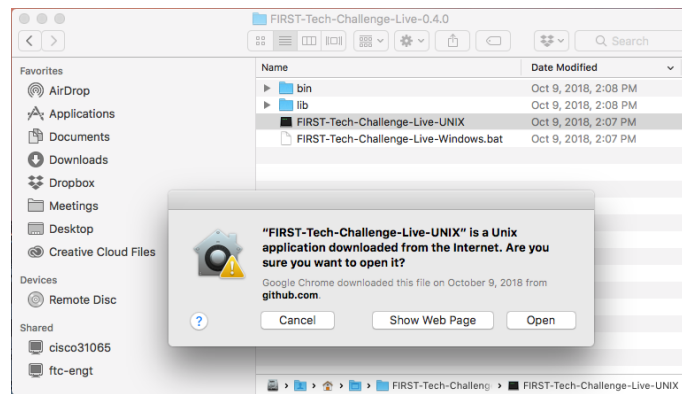 FIRST-Tech-Challenge-Live-0.4.0
Search
Favorites
AirDrop
Applications
Documents
Downloads
Dropbox
Meetings
Desktop
Creative Cloud Files
Devices
Remote Disc
Shared
cisco31065
ftc-engt
Name Date Modified
bin Oct 9, 2018, 2:08 PM
lib Oct 9, 2018, 2:08 PM
FIRST-Tech-Challenge-Live-UNIX Oct 9, 2018, 2:07 PM
FIRST-Tech-Challenge-Live-Windows.bat Oct 9, 2018, 2:07 PM
“FIRST-Tech-Challenge-Live-UNIX” is a Unix
application downloaded from the Internet. Are you
sure you want to open it?
Google Chrome downloaded this file on October 9, 2018 from
github.com.
?
Cancel Show Web Page Open
FIRST-Tech-Challeng FIRST-Tech-Challenge-Live-UNIX